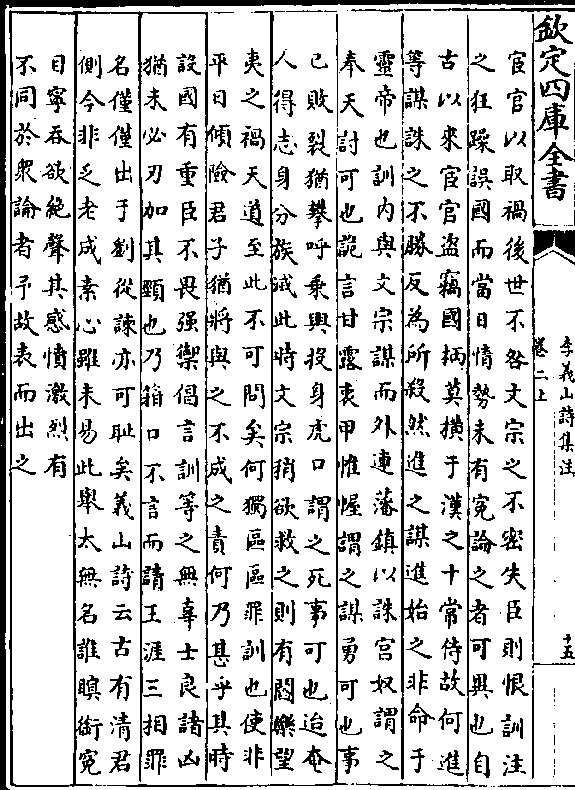 欽定四庫全書
李義山詩集注
卷二上
十五
宦官以取禍後世不咎文宗之不密失臣則恨訓注
之狂躁誤國而當日情勢未有寃論之者可異也自
古以來宦官盜竊國柄莫橫于漢之十常侍故何進
等謀誅之不勝反為所殺然進之謀進始之非命于
靈帝也訓內與文宗謀而外連藩鎮以誅宮奴謂之
奉天討可也詭言甘露衷甲帷幄謂之謀勇可也事
已敗裂猶攀呼乘輿投身虎口謂之死事可也迨奄
人得志身分族滅此時文宗稍欲救之則有閻樂望
夷之禍天道至此不可問矣何獨區區罪訓也使非
平日傾險君子猶將與之不成之責何乃甚乎其時
設國有重臣不畏强禦倡言訓等之無辜士良諸凶
猶未必刃加其頸也乃箝口不言而請王涯三相罪
名僅僅出于劉從諫亦可恥矣義山詩云古有清君
側今非乏老成素心雖未易此舉太無名誰瞑銜寃
目寧吞欲絶聲其感憤激烈有
不同於衆論者予故表而出之